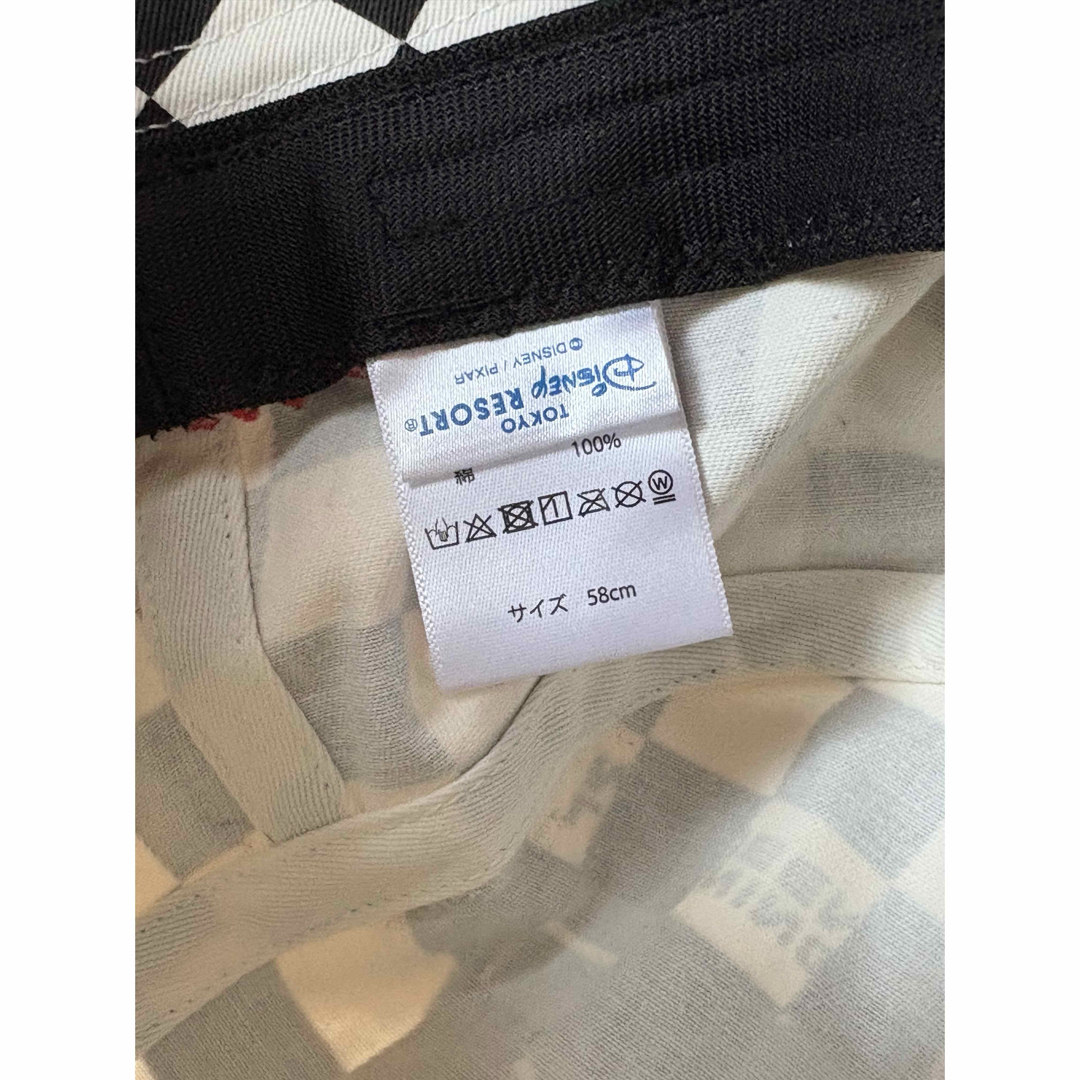 TOKYO
Disney RESORT®
©DISNEY / PIXAR
綿 100%
サイズ 58cm